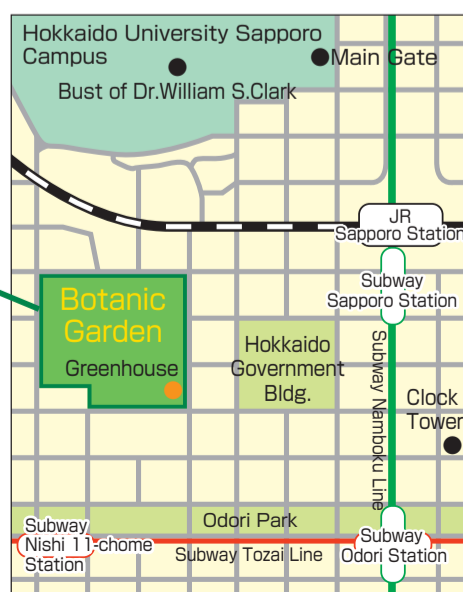 Hokkaido University Sapporo
Campus
Main Gate
Bust of Dr.William S.Clark
JR
Sapporo Station
Subway
Sapporo Station
Botanic
Garden
Greenhouse
Hokkaido
Government
Bldg.
Subway Namboku Line
Clock
Tower
Odori Park
Subway
Nishi 11-chome
Station
Subway Tozai Line
Subway
Odori Station